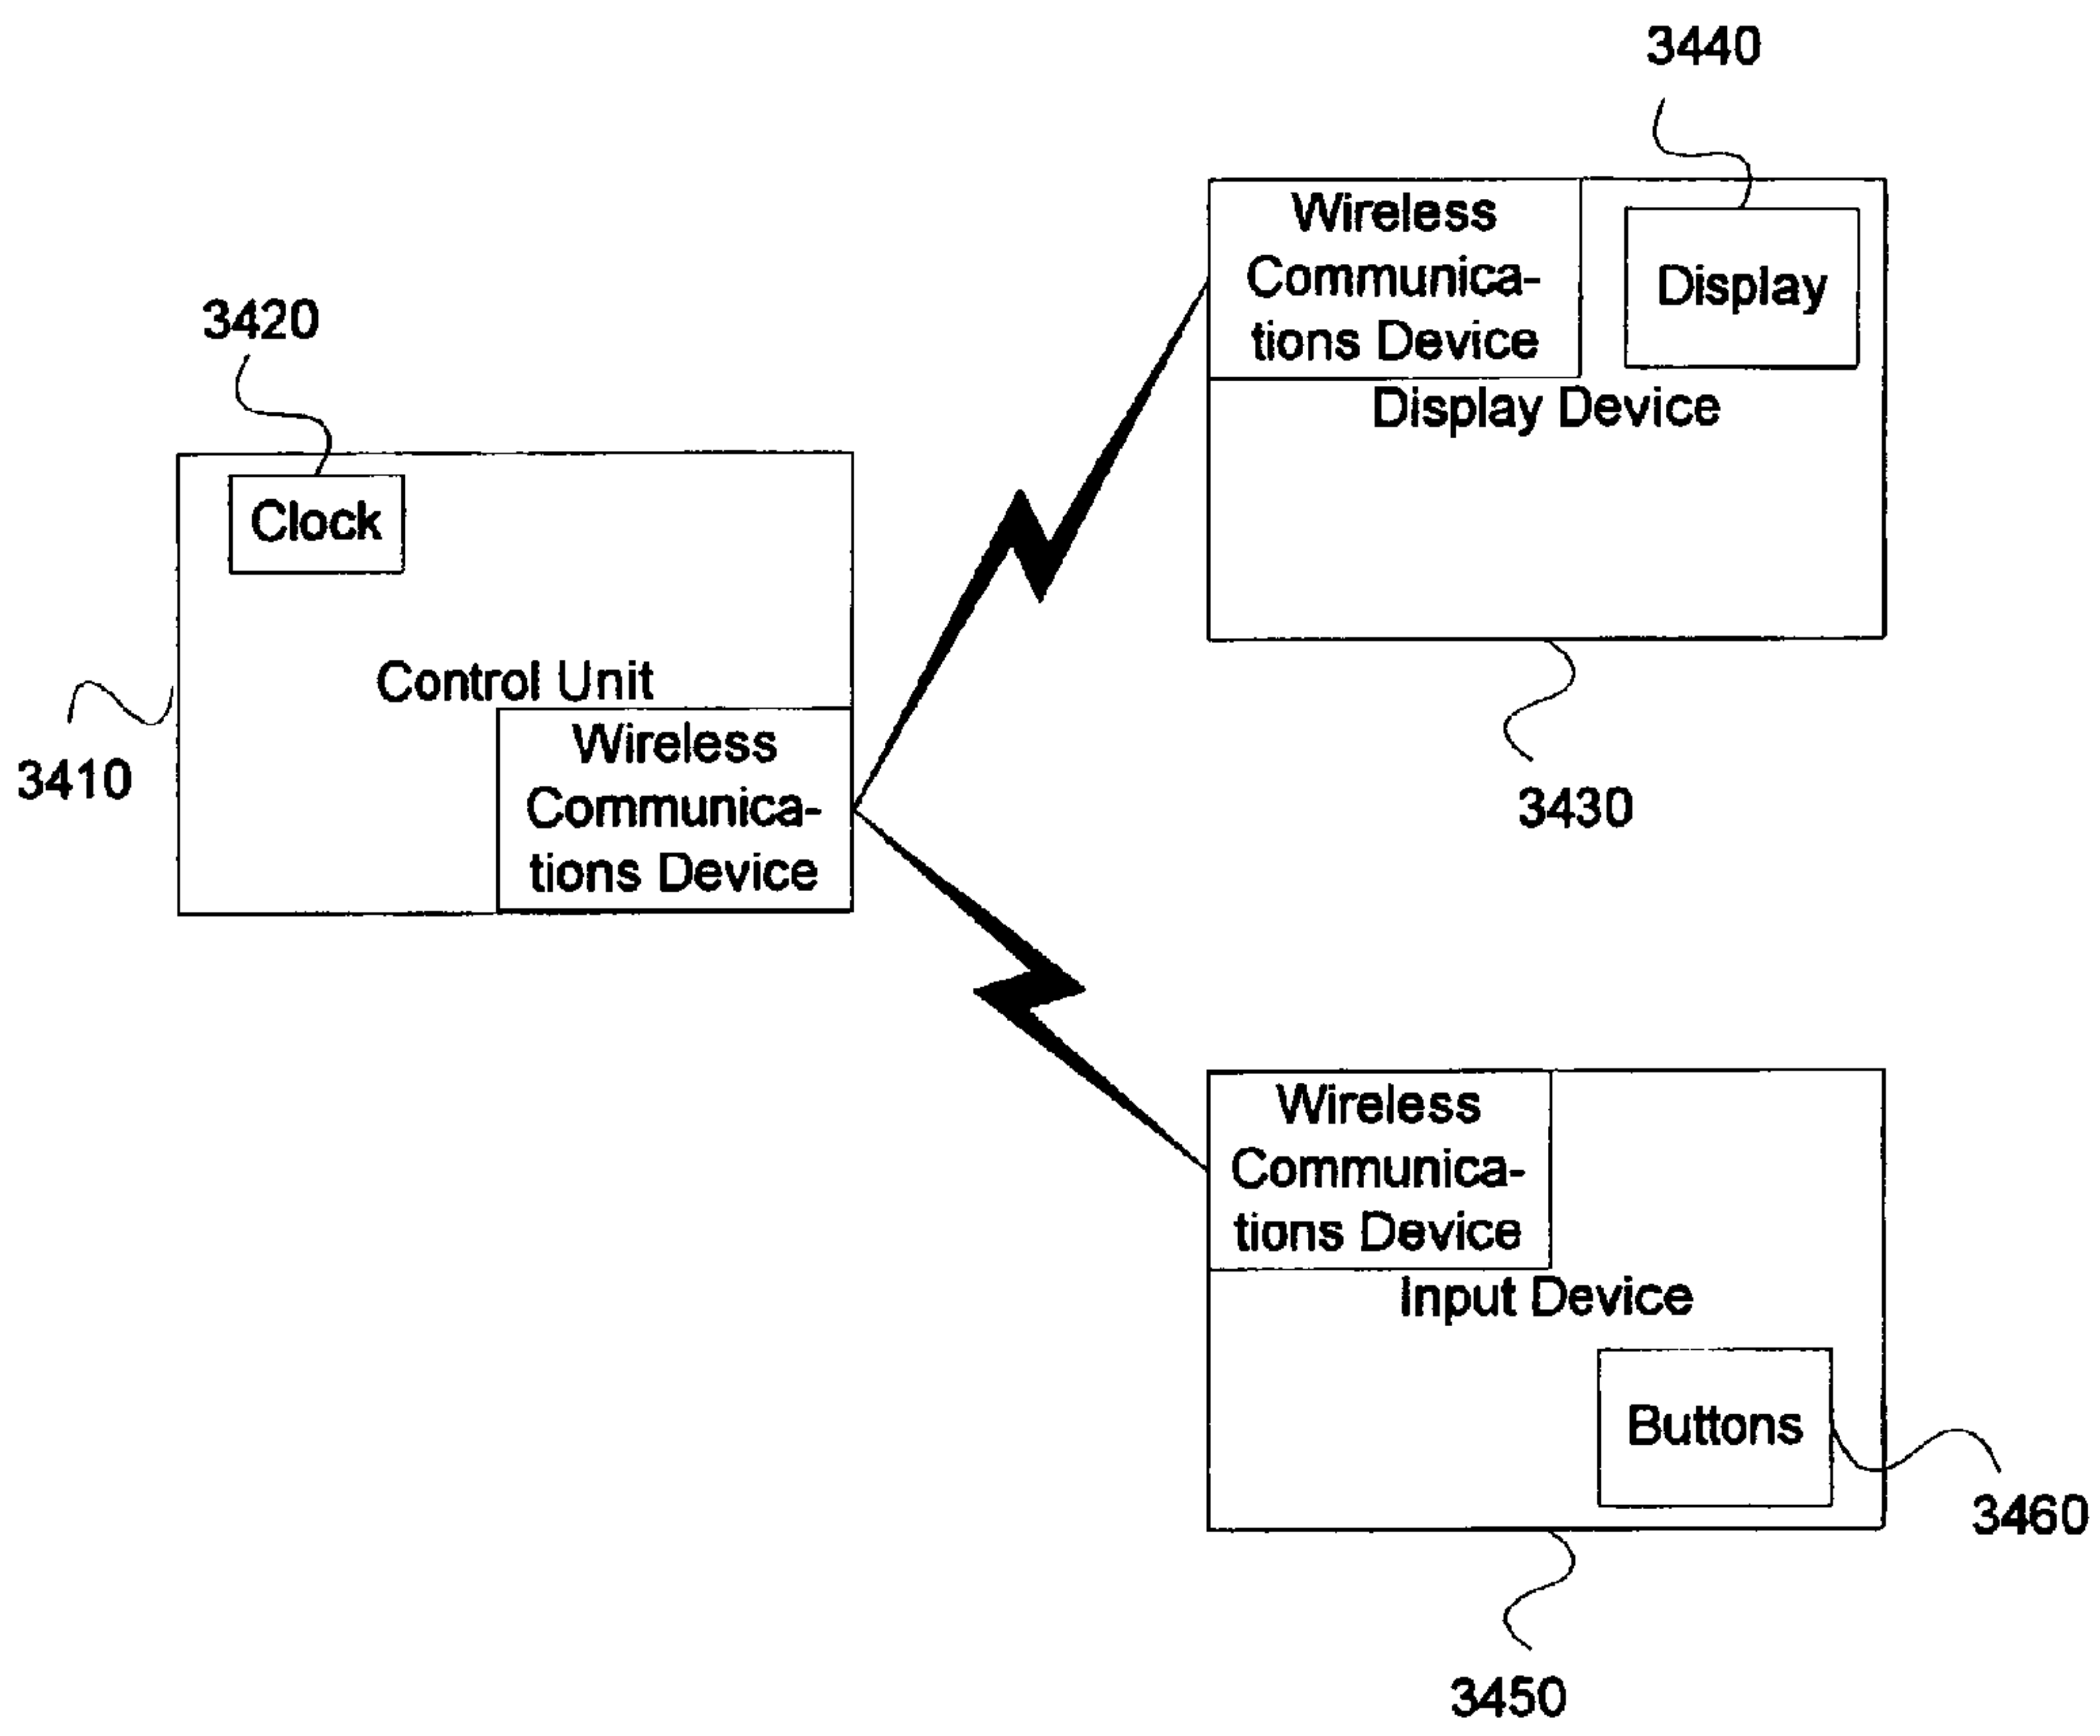 3440
Wireless
Communica-
tions Device
Display
Display Device
3420
Clock
Control Unit
Wireless
Communica-
tions Device
3410
3430
Wireless
Communica-
tions Device
Input Device
Buttons
3460
3450